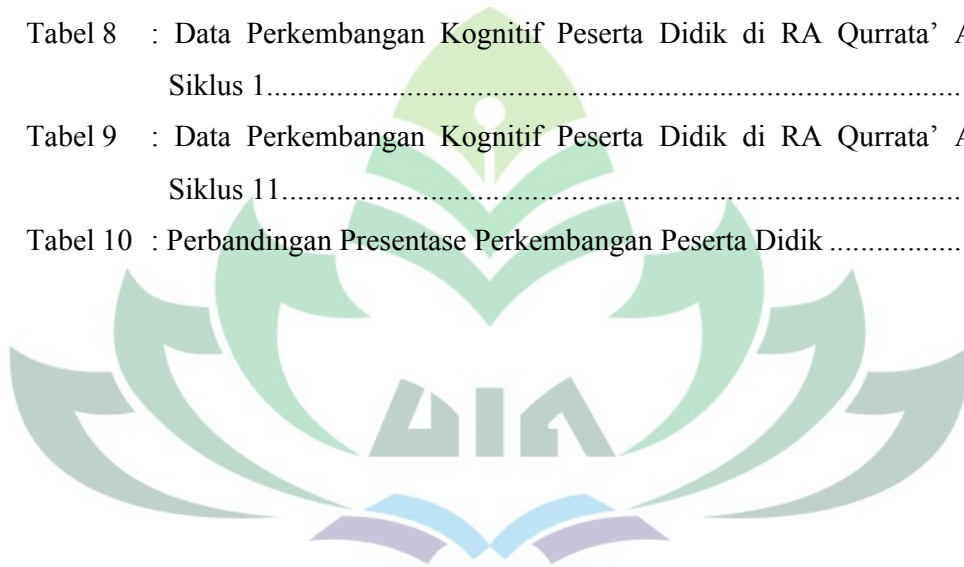 Tabel 8 : Data Perkembangan Kognitif Peserta Didik di RA Qurrata’ A
Siklus 1.........................................................................................
Tabel 9 : Data Perkembangan Kognitif Peserta Didik di RA Qurrata’ A
Siklus 11.......................................................................................
Tabel 10 : Perbandingan Presentase Perkembangan Peserta Didik .................
UIN